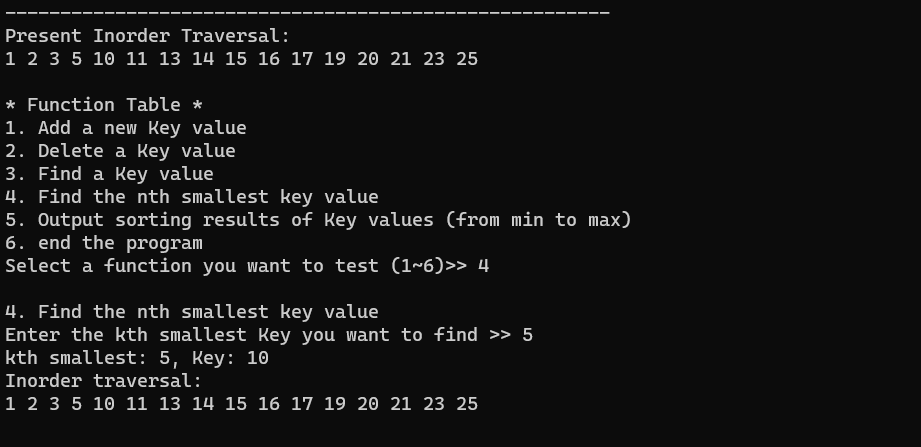 -------------------------------------------------------
Present Inorder Traversal:
1 2 3 5 10 11 13 14 15 16 17 19 20 21 23 25
* Function Table *
1. Add a new Key value
2. Delete a Key value
3. Find a Key value
4. Find the nth smallest key value
5. Output sorting results of Key values (from min to max)
6. end the program
Select a function you want to test (1~6)>> 4
4. Find the nth smallest key value
Enter the kth smallest Key you want to find >> 5
kth smallest: 5, Key: 10
Inorder traversal:
1 2 3 5 10 11 13 14 15 16 17 19 20 21 23 25